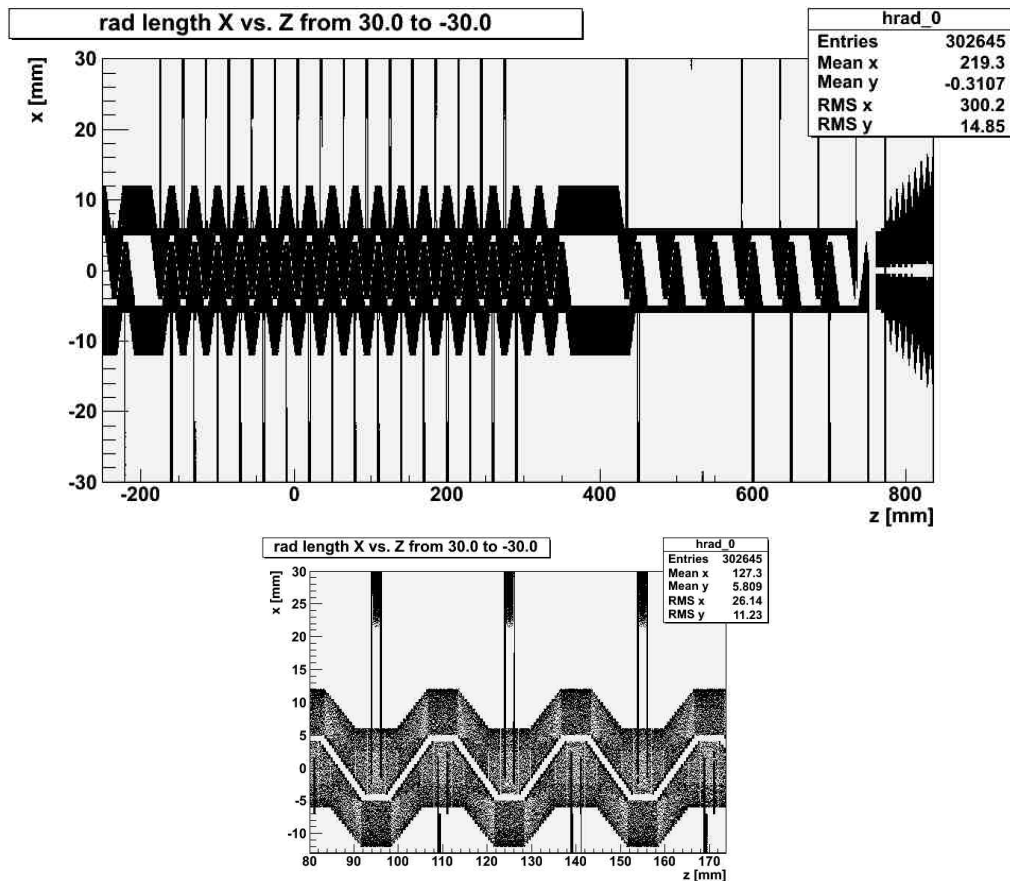 rad length X vs. Z from 30.0 to -30.0
hrad_0
Entries 302645
Mean x 219.3
Mean y -0.3107
RMS x 300.2
RMS y 14.85
x [mm]
30
20
10
0
-10
-20
-30
-200 0 200 400 600 800
z [mm]
rad length X vs. Z from 30.0 to -30.0
hrad_0
Entries 302645
Mean x 127.3
Mean y 5.809
RMS x 26.14
RMS y 11.23
x [mm]
30
25
20
15
10
5
0
-5
-10
80 90 100 110 120 130 140 150 160 170
z [mm]